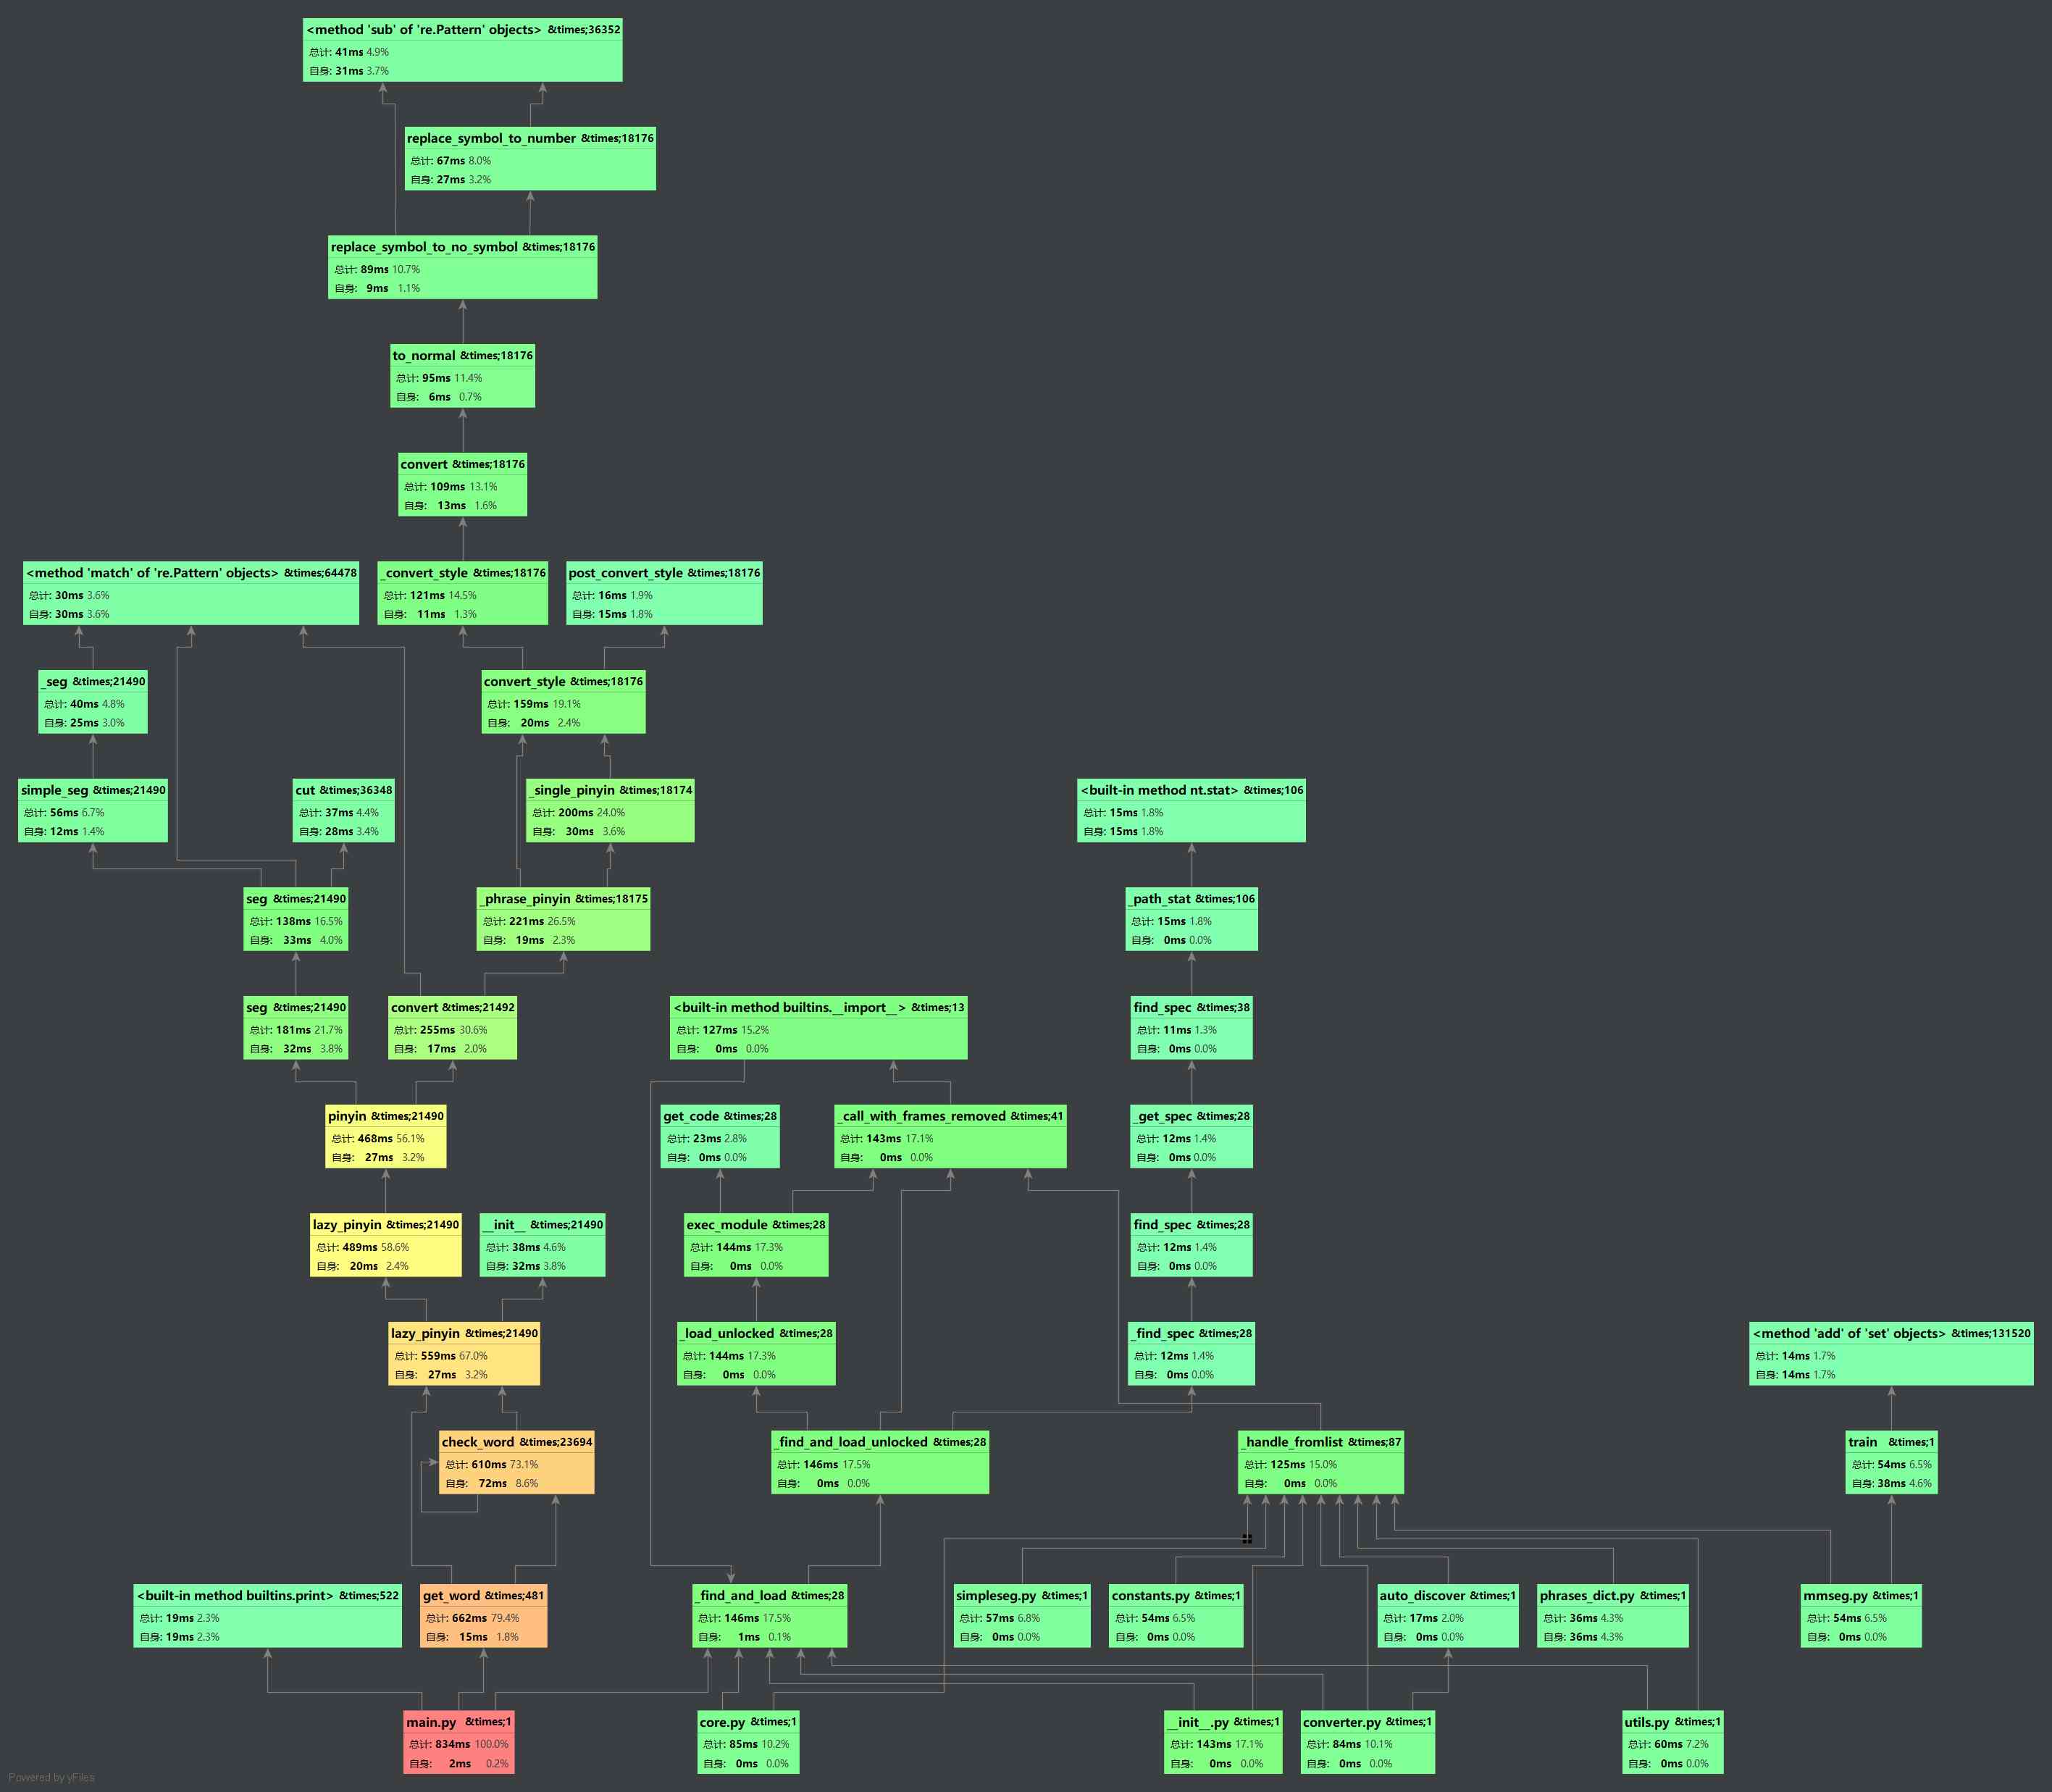 <method 'sub' of 're.Pattern' objects> &times;36352
总计: 41ms 4.9%
自身: 31ms 3.7%
replace_symbol_to_number &times;18176
总计: 67ms 8.0%
自身: 27ms 3.2%
replace_symbol_to_no_symbol &times;18176
总计: 89ms 10.7%
自身: 9ms 1.1%
to_normal &times;18176
总计: 95ms 11.4%
自身: 6ms 0.7%
convert &times;18176
总计: 109ms 13.1%
自身: 13ms 1.6%
<method 'match' of 're.Pattern' objects> &times;64478
总计: 30ms 3.6%
自身: 30ms 3.6%
_convert_style &times;18176
总计: 121ms 14.5%
自身: 11ms 1.3%
post_convert_style &times;18176
总计: 16ms 1.9%
自身: 15ms 1.8%
_seg &times;21490
总计: 40ms 4.8%
自身: 25ms 3.0%
convert_style &times;18176
总计: 159ms 19.1%
自身: 20ms 2.4%
simple_seg &times;21490
总计: 56ms 6.7%
自身: 12ms 1.4%
cut &times;36348
总计: 37ms 4.4%
自身: 28ms 3.4%
_single_pinyin &times;18174
总计: 200ms 24.0%
自身: 30ms 3.6%
<built-in method nt.stat> &times;106
总计: 15ms 1.8%
自身: 15ms 1.8%
seg &times;21490
总计: 138ms 16.5%
自身: 33ms 4.0%
_phrase_pinyin &times;18175
总计: 221ms 26.5%
自身: 19ms 2.3%
_path_stat &times;106
总计: 15ms 1.8%
自身: 0ms 0.0%
seg &times;21490
总计: 181ms 21.7%
自身: 32ms 3.8%
convert &times;21492
总计: 255ms 30.6%
自身: 17ms 2.0%
<built-in method builtins.__import__> &times;13
总计: 127ms 15.2%
自身: 0ms 0.0%
find_spec &times;38
总计: 11ms 1.3%
自身: 0ms 0.0%
pinyin &times;21490
总计: 468ms 56.1%
自身: 27ms 3.2%
get_code &times;28
总计: 23ms 2.8%
自身: 0ms 0.0%
_call_with_frames_removed &times;41
总计: 143ms 17.1%
自身: 0ms 0.0%
_get_spec &times;28
总计: 12ms 1.4%
自身: 0ms 0.0%
lazy_pinyin &times;21490
总计: 489ms 58.6%
自身: 20ms 2.4%
__init__ &times;21490
总计: 38ms 4.6%
自身: 32ms 3.8%
exec_module &times;28
总计: 144ms 17.3%
自身: 0ms 0.0%
find_spec &times;28
总计: 12ms 1.4%
自身: 0ms 0.0%
lazy_pinyin &times;21490
总计: 559ms 67.0%
自身: 27ms 3.2%
_load_unlocked &times;28
总计: 144ms 17.3%
自身: 0ms 0.0%
_find_spec &times;28
总计: 12ms 1.4%
自身: 0ms 0.0%
<method 'add' of 'set' objects> &times;131520
总计: 14ms 1.7%
自身: 14ms 1.7%
check_word &times;23694
总计: 610ms 73.1%
自身: 72ms 8.6%
_find_and_load_unlocked &times;28
总计: 146ms 17.5%
自身: 0ms 0.0%
_handle_fromlist &times;87
总计: 125ms 15.0%
自身: 0ms 0.0%
train &times;1
总计: 54ms 6.5%
自身: 38ms 4.6%
<built-in method builtins.print> &times;522
总计: 19ms 2.3%
自身: 19ms 2.3%
get_word &times;481
总计: 662ms 79.4%
自身: 15ms 1.8%
_find_and_load &times;28
总计: 146ms 17.5%
自身: 1ms 0.1%
simpleseg.py &times;1
总计: 57ms 6.8%
自身: 0ms 0.0%
constants.py &times;1
总计: 54ms 6.5%
自身: 0ms 0.0%
auto_discover &times;1
总计: 17ms 2.0%
自身: 0ms 0.0%
phrases_dict.py &times;1
总计: 36ms 4.3%
自身: 36ms 4.3%
mmseg.py &times;1
总计: 54ms 6.5%
自身: 0ms 0.0%
main.py &times;1
总计: 834ms 100.0%
自身: 2ms 0.2%
core.py &times;1
总计: 85ms 10.2%
自身: 0ms 0.0%
__init__.py &times;1
总计: 143ms 17.1%
自身: 0ms 0.0%
converter.py &times;1
总计: 84ms 10.1%
自身: 0ms 0.0%
utils.py &times;1
总计: 60ms 7.2%
自身: 0ms 0.0%
Powered by yFiles